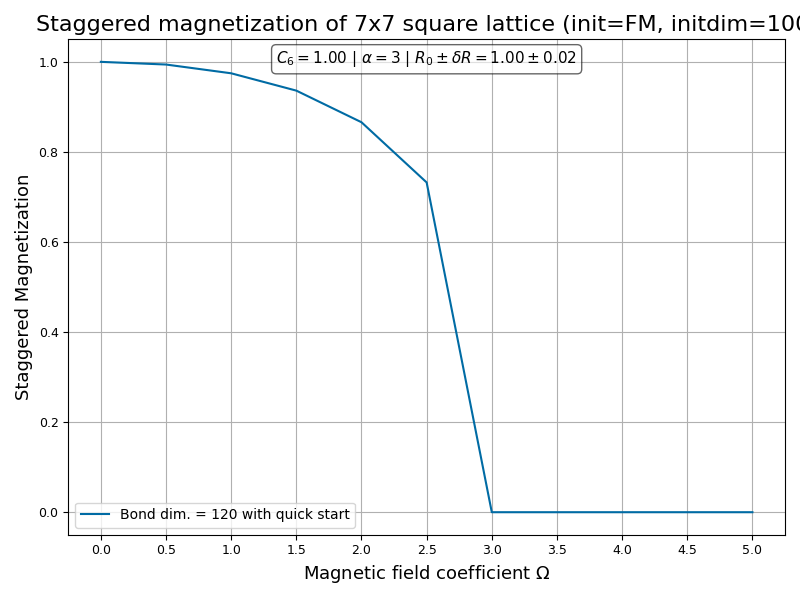 Staggered magnetization of 7x7 square lattice (init=FM, initdim=100
C₆ = 1.00 | α = 3 | R₀ ± δR = 1.00 ± 0.02
Staggered Magnetization
1.0
0.8
0.6
0.4
0.2
0.0
Bond dim. = 120 with quick start
0.0 0.5 1.0 1.5 2.0 2.5 3.0 3.5 4.0 4.5 5.0
Magnetic field coefficient Ω